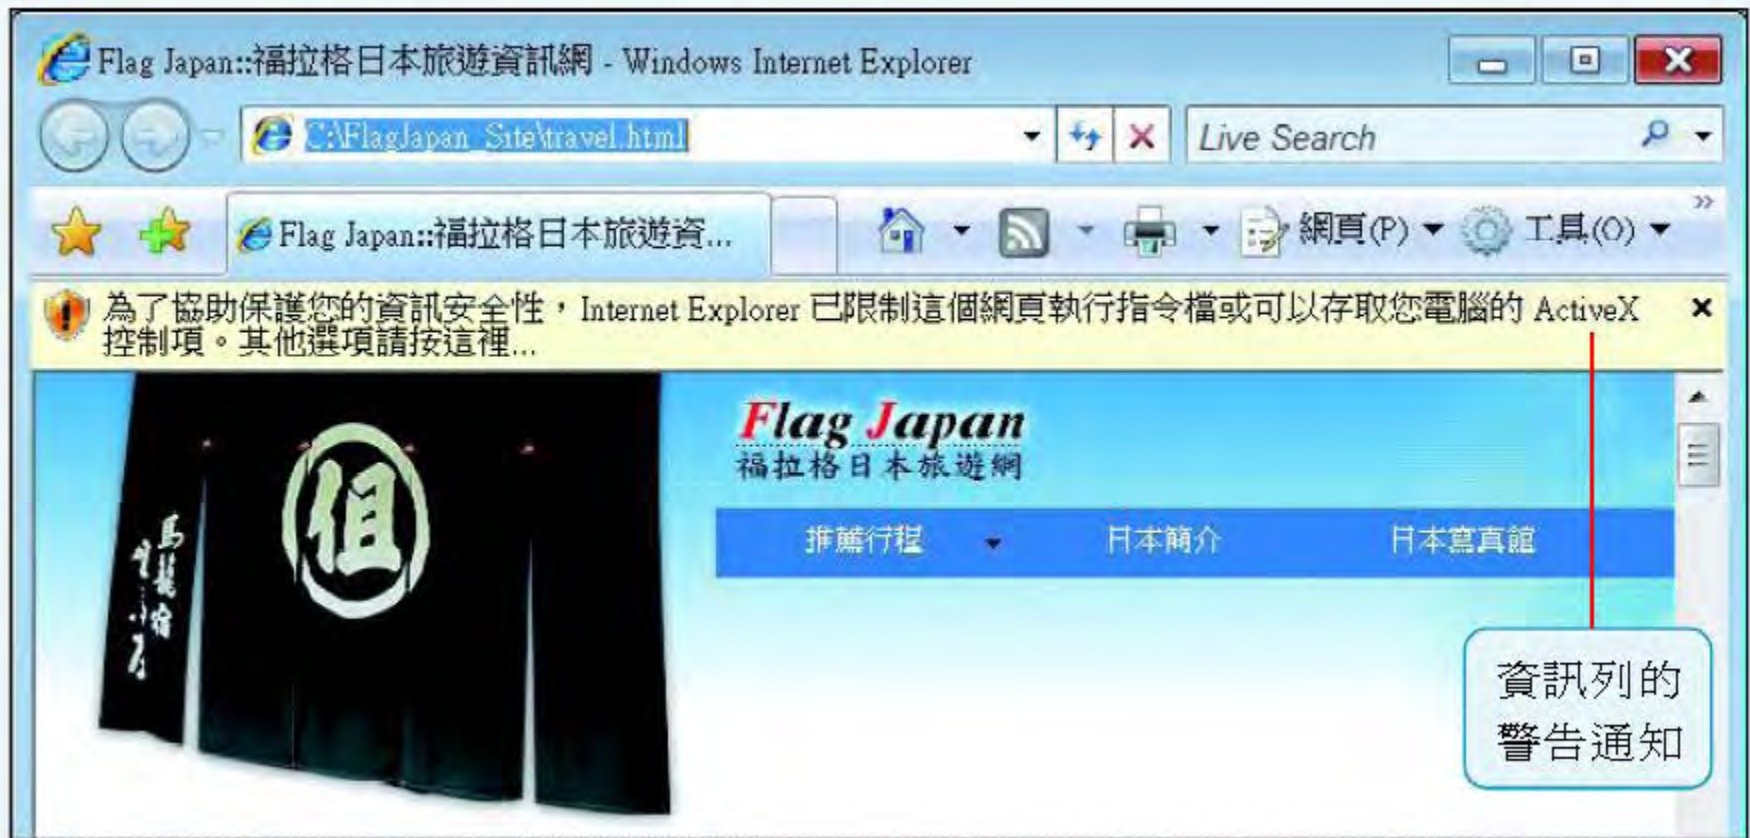 Flag Japan::福拉格日本旅遊資訊網 - Windows Internet Explorer
C:\FlagJapan_Site\travel.html
Live Search
Flag Japan::福拉格日本旅遊資...
網頁(P)
工具(O)
為了協助保護您的資訊安全性，Internet Explorer 已限制這個網頁執行指令檔或可以存取您電腦的 ActiveX
控制項。其他選項請按這裡...
Flag Japan
福拉格日本旅遊網
推薦行程
日本簡介
日本寫真館
資訊列的
警告通知